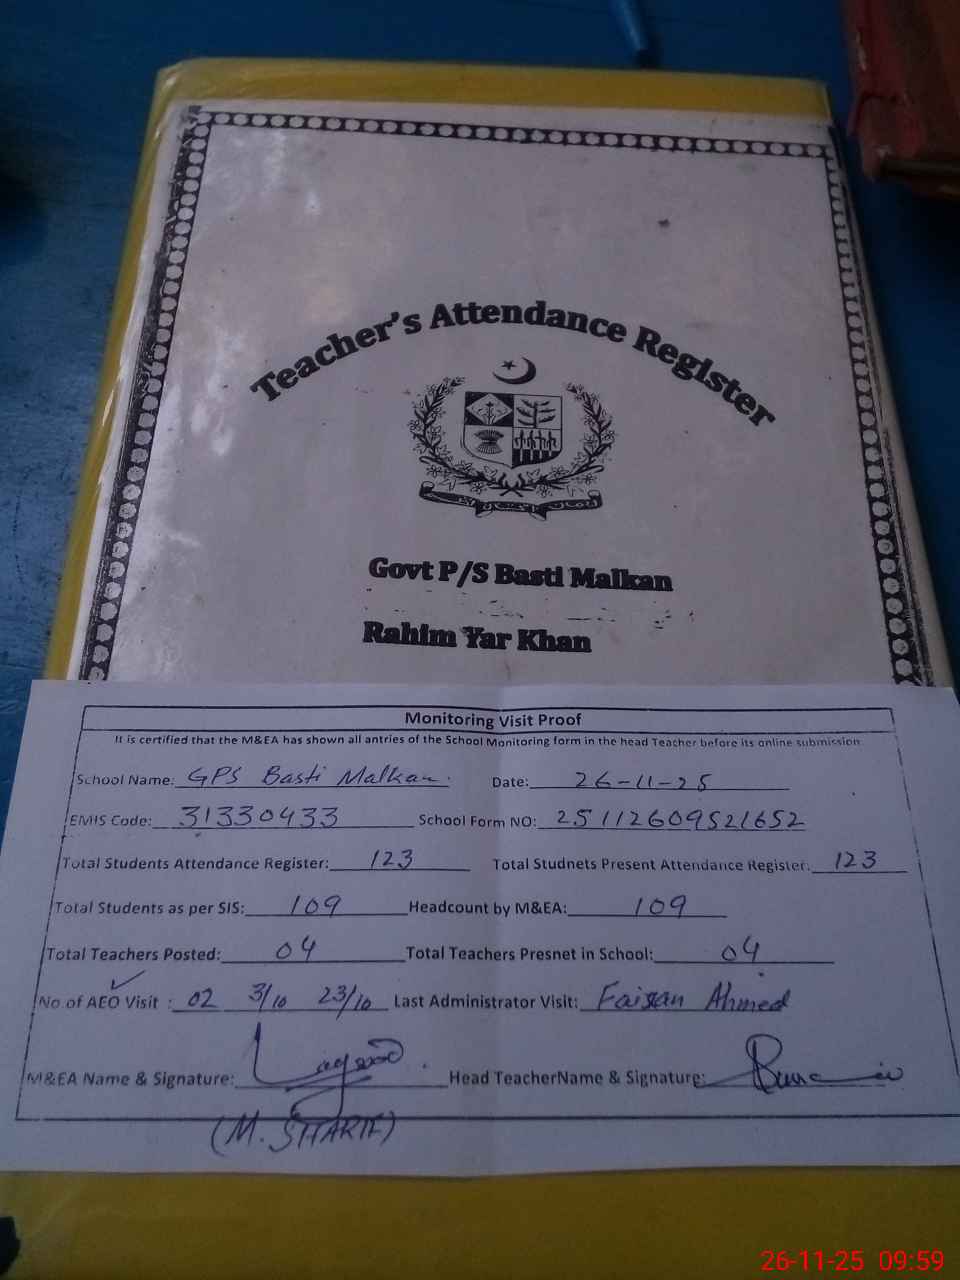 Teacher's Attendance Register
Govt P/S Basti Malkan
Rahim Yar Khan
Monitoring Visit Proof
It is certified that the M&EA has shown all antries of the School Monitoring form in the head Teacher before its online submission
School Name: GPS Basti Malkan. Date: 26-11-25
EMIS Code: 31330433 School Form NO: 25112609521652
Total Students Attendance Register: 123 Total Studnets Present Attendance Register: 123
Total Students as per SIS: 109 Headcount by M&EA: 109
Total Teachers Posted: 04 Total Teachers Presnet in School: 04
No of AEO Visit : 02 3/10 23/10 Last Administrator Visit: Faizan Ahmed
M&EA Name & Signature: Head TeacherName & Signature:
(M. SHARIF)
26-11-25 09:59